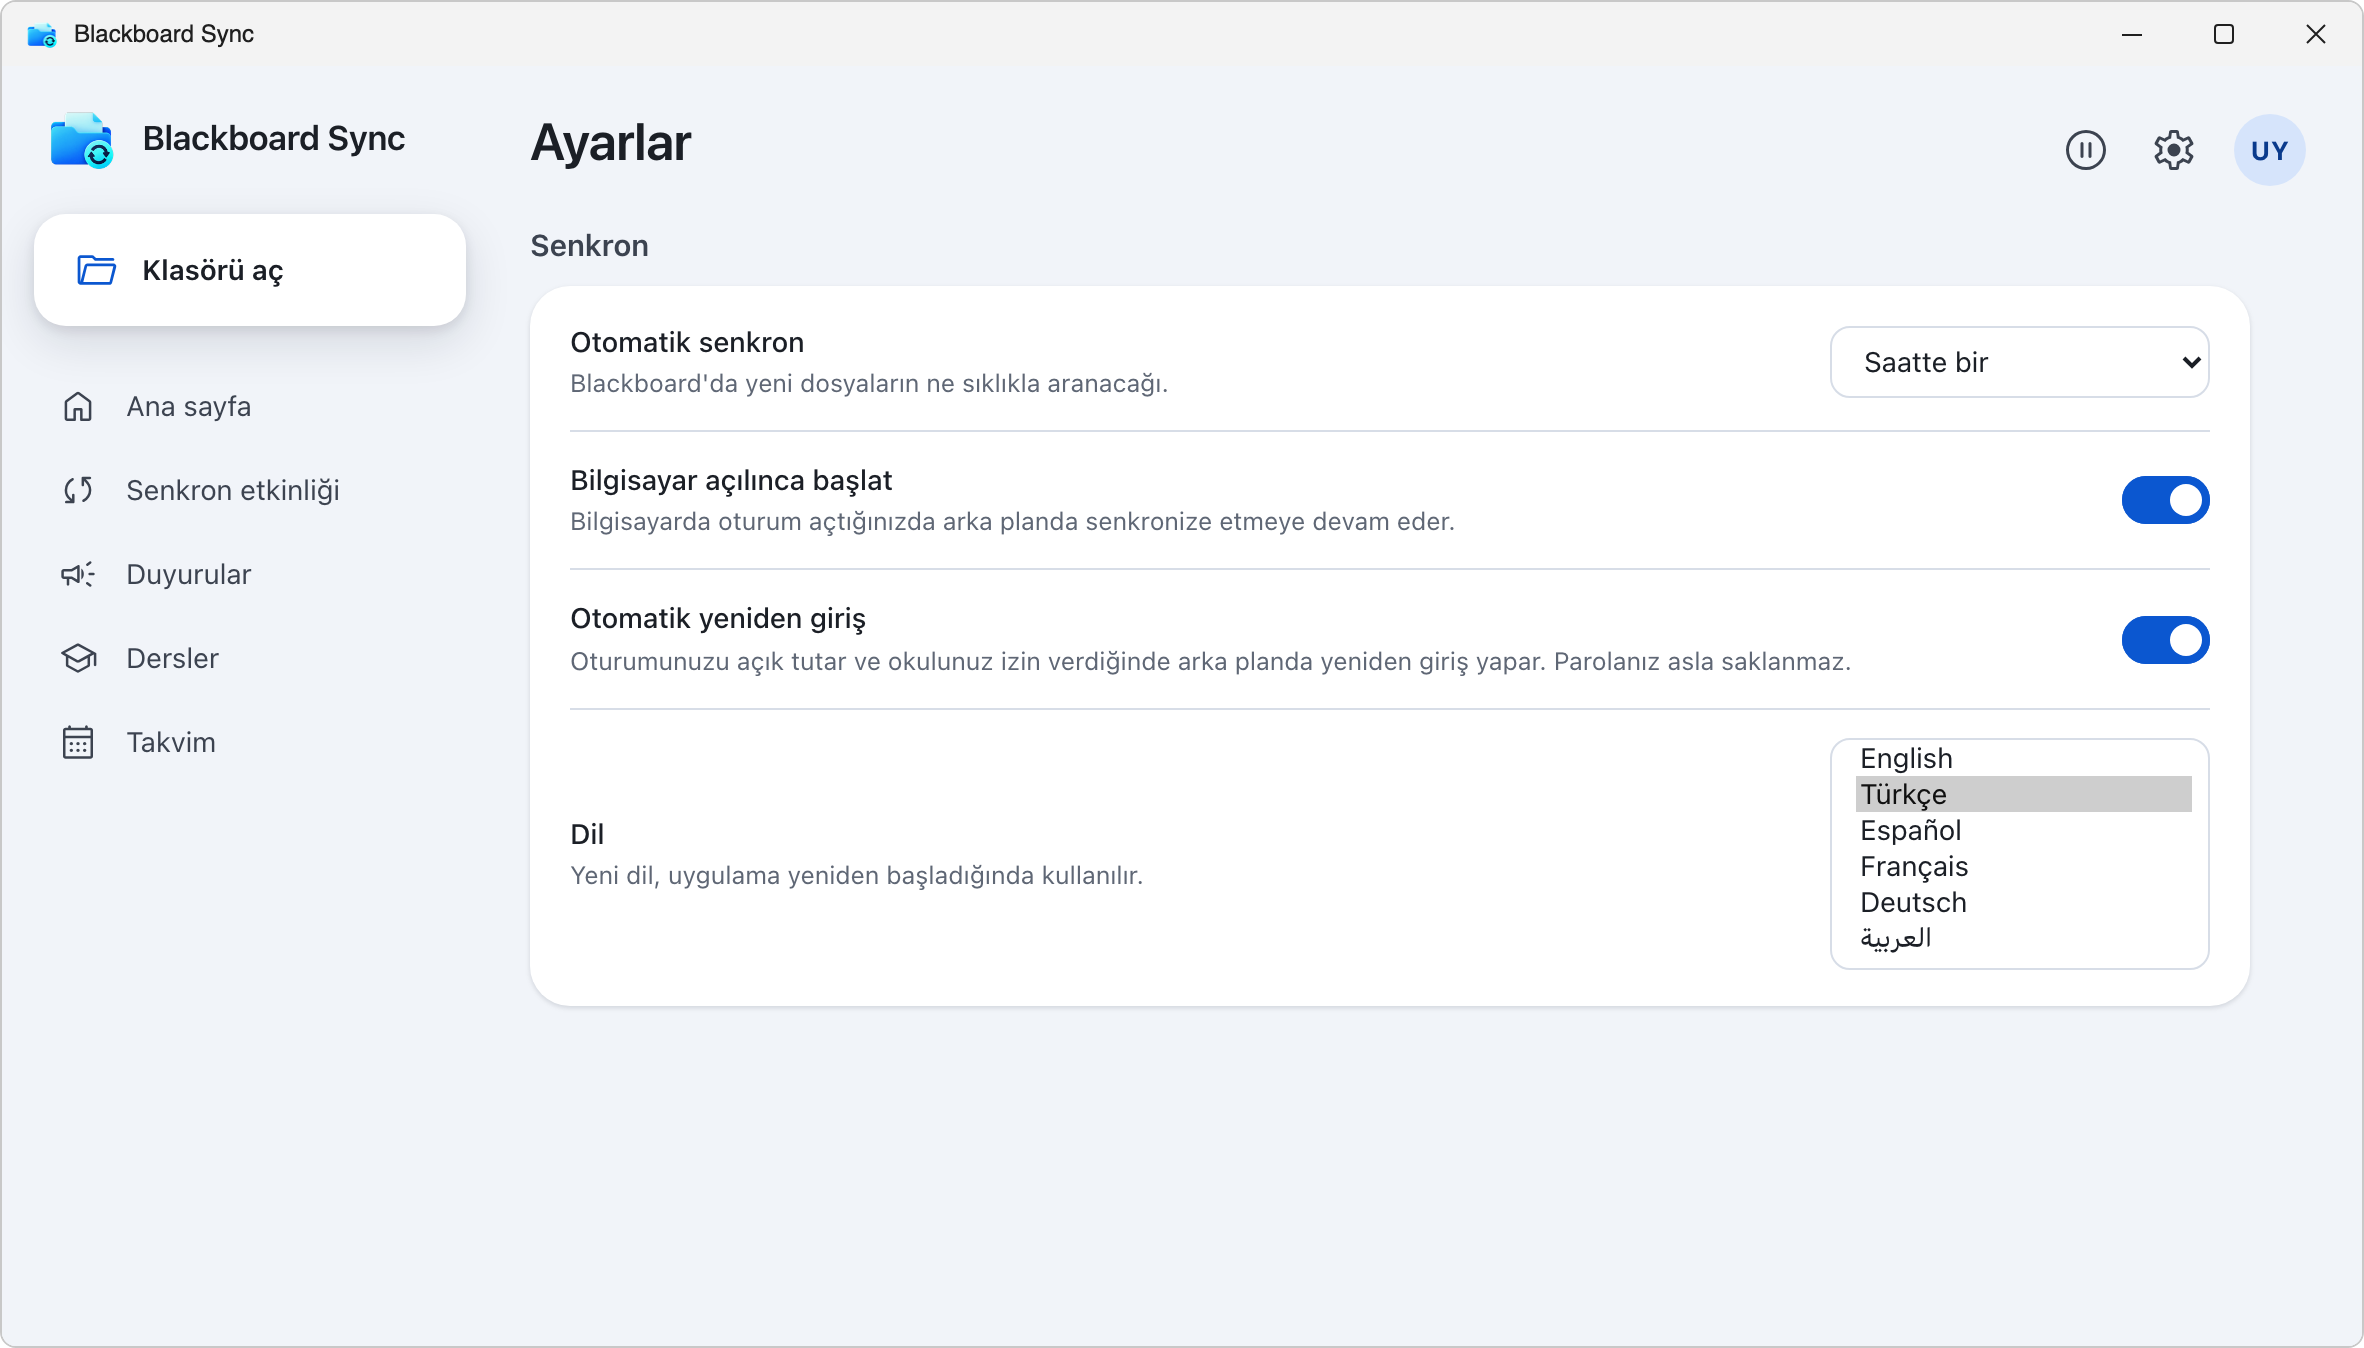 Blackboard Sync
Blackboard Sync
Klasörü aç
Ana sayfa
Senkron etkinliği
Duyurular
Dersler
Takvim
Ayarlar
UY
Senkron
Otomatik senkron
Blackboard'da yeni dosyaların ne sıklıkla aranacağı.
Saatte bir
Bilgisayar açılınca başlat
Bilgisayarda oturum açtığınızda arka planda senkronize etmeye devam eder.
Otomatik yeniden giriş
Oturumunuzu açık tutar ve okulunuz izin verdiğinde arka planda yeniden giriş yapar. Parolanız asla saklanmaz.
Dil
Yeni dil, uygulama yeniden başladığında kullanılır.
English
Türkçe
Español
Français
Deutsch
العربية